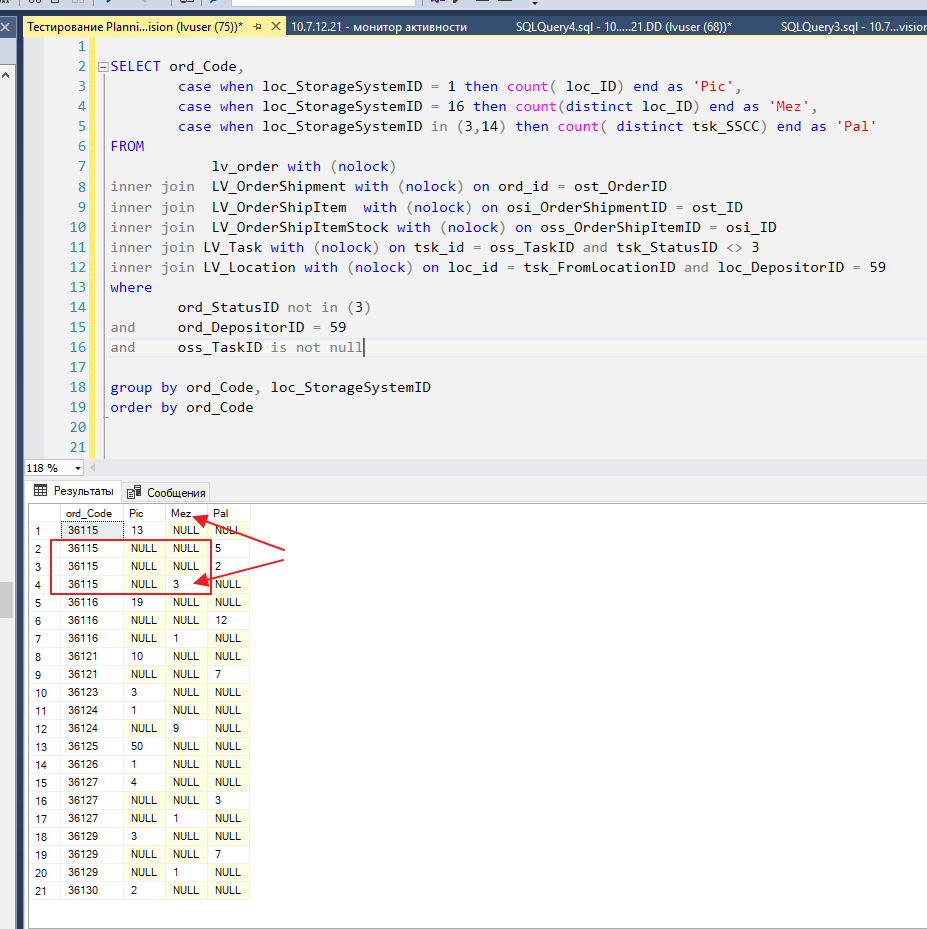 Тестирование Planni...ision (lvuser (75))*
10.7.12.21 - монитор активности
SQLQuery4.sql - 10.....21.DD (lvuser (68))*
SQLQuery3.sql - 10.7...vision
1
2 SELECT ord_Code,
3 case when loc_StorageSystemID = 1 then count( loc_ID) end as 'Pic',
4 case when loc_StorageSystemID = 16 then count(distinct loc_ID) end as 'Mez',
5 case when loc_StorageSystemID in (3,14) then count( distinct tsk_SSCC) end as 'Pal'
6 FROM
7 lv_order with (nolock)
8 inner join LV_OrderShipment with (nolock) on ord_id = ost_OrderID
9 inner join LV_OrderShipItem with (nolock) on osi_OrderShipmentID = ost_ID
10 inner join LV_OrderShipItemStock with (nolock) on oss_OrderShipItemID = osi_ID
11 inner join LV_Task with (nolock) on tsk_id = oss_TaskID and tsk_StatusID <> 3
12 inner join LV_Location with (nolock) on loc_id = tsk_FromLocationID and loc_DepositorID = 59
13 where
14 ord_StatusID not in (3)
15 and ord_DepositorID = 59
16 and oss_TaskID is not null
17
18 group by ord_Code, loc_StorageSystemID
19 order by ord_Code
20
21
118 %
Результаты Сообщения
ord_Code Pic Mez Pal
1 36115 13 NULL NULL
2 36115 NULL NULL 5
3 36115 NULL NULL 2
4 36115 NULL 3 NULL
5 36116 19 NULL NULL
6 36116 NULL NULL 12
7 36116 NULL 1 NULL
8 36121 10 NULL NULL
9 36121 NULL NULL 7
10 36123 3 NULL NULL
11 36124 1 NULL NULL
12 36124 NULL 9 NULL
13 36125 50 NULL NULL
14 36126 1 NULL NULL
15 36127 4 NULL NULL
16 36127 NULL NULL 3
17 36127 NULL 1 NULL
18 36129 3 NULL NULL
19 36129 NULL NULL 7
20 36129 NULL 1 NULL
21 36130 2 NULL NULL